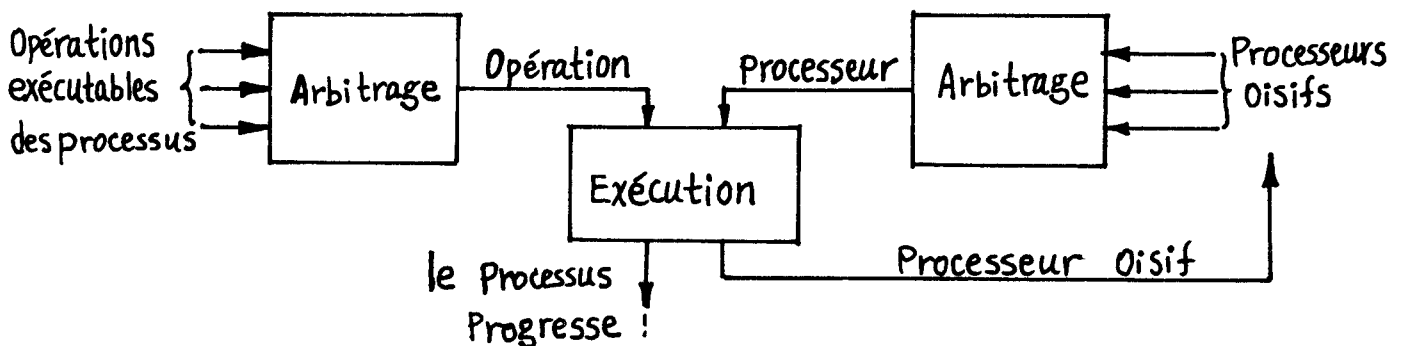 Opérations
exécutables
des processus
Arbitrage
Opération
Processeur
Arbitrage
Processeurs
Oisifs
Exécution
le Processus
Progresse !
Processeur Oisif